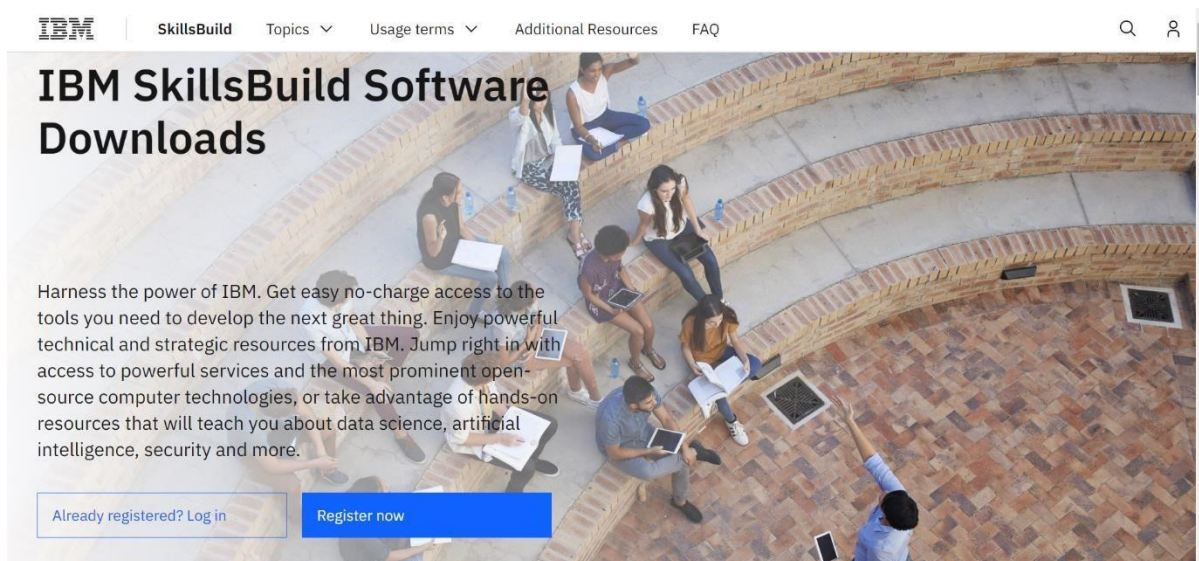 IBM
SkillsBuild
Topics
Usage terms
Additional Resources
FAQ
IBM SkillsBuild Software
Downloads
Harness the power of IBM. Get easy no-charge access to the
tools you need to develop the next great thing. Enjoy powerful
technical and strategic resources from IBM. Jump right in with
access to powerful services and the most prominent open-
source computer technologies, or take advantage of hands-on
resources that will teach you about data science, artificial
intelligence, security and more.
Already registered? Log in
Register now